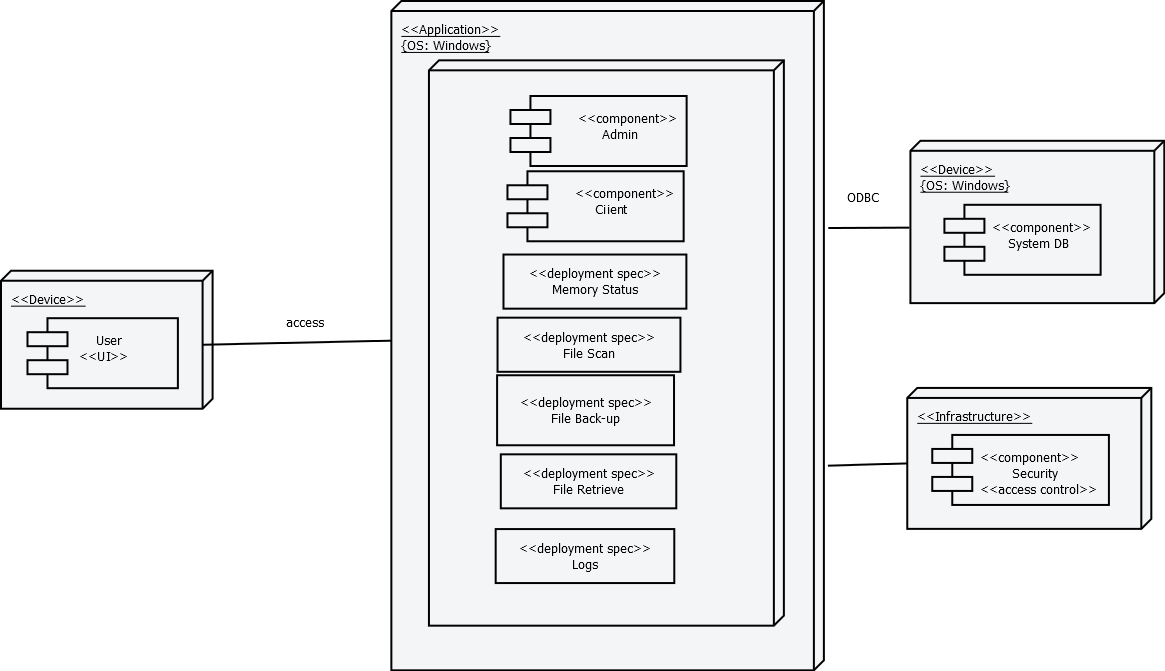 <<Application>>
{OS: Windows}
<<component>>
Admin
<<component>>
Ciient
<<deployment spec>>
Memory Status
<<deployment spec>>
File Scan
<<deployment spec>>
File Back-up
<<deployment spec>>
File Retrieve
<<deployment spec>>
Logs
<<Device>>
User
<<UI>>
access
ODBC
<<Device>>
{OS: Windows}
<<component>>
System DB
<<Infrastructure>>
<<component>>
Security
<<access control>>